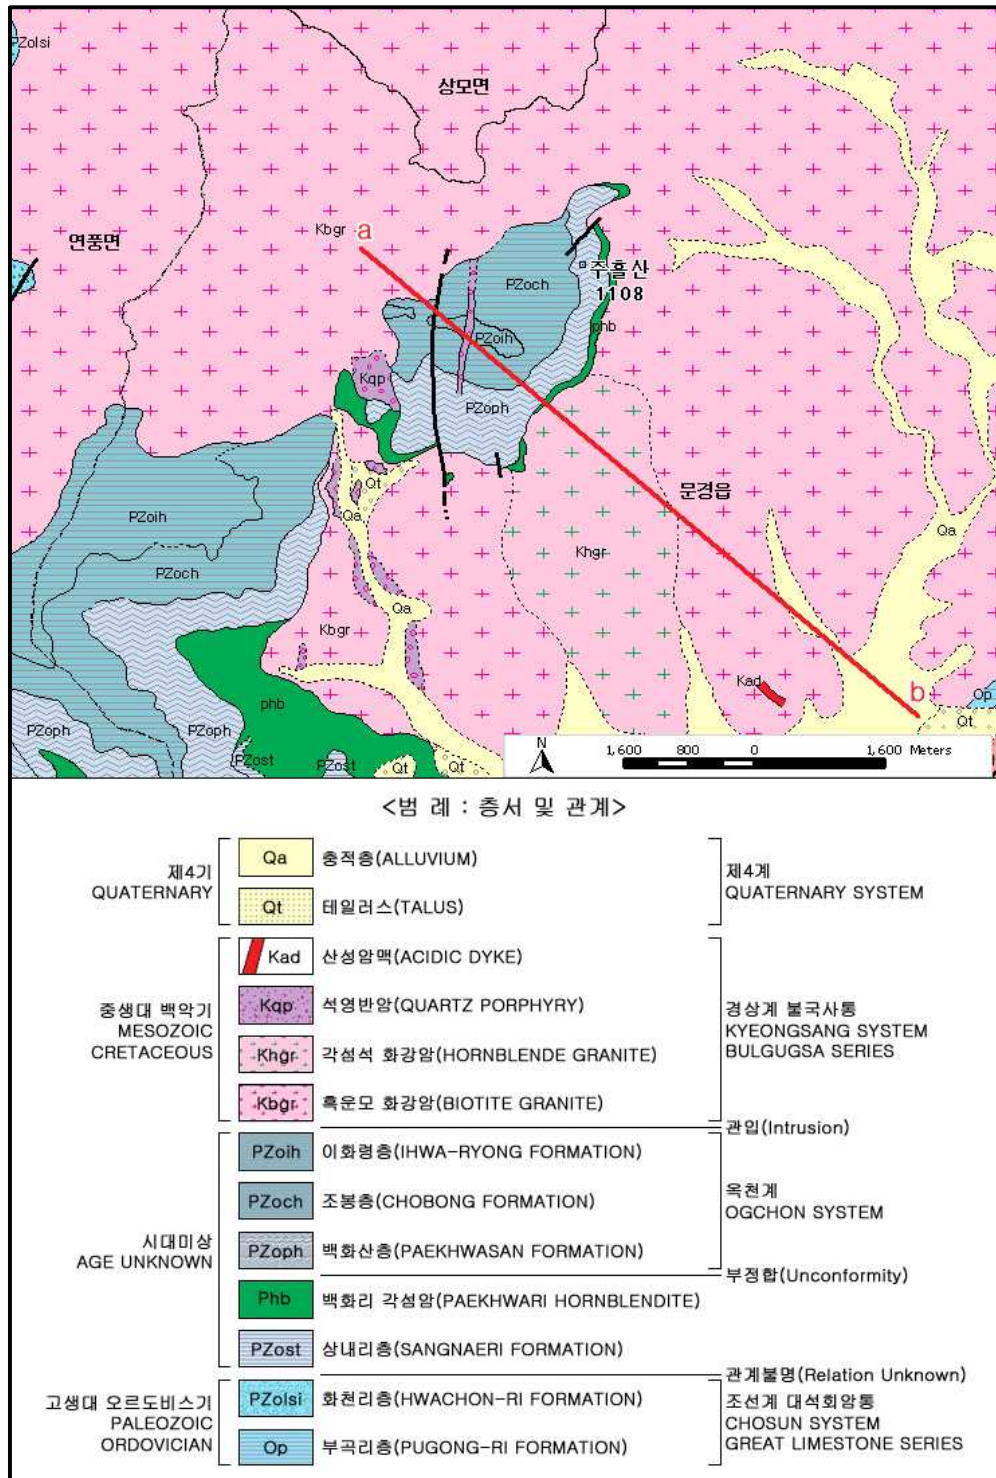 PZolsi
상모면
연풍면
Kbgr
a
주흘산
1108
PZoch
phb
PZoih
Kqp
PZoph
Qt
문경읍
PZoih
Qa
Qa
Khgr
PZoch
Qa
Kbgr
Kad
b
Op
phb
PZoph
PZoph
Qt
PZost
PZost
Qt
Qt
N
1,600 800 0 1,600 Meters
<범 례 : 층서 및 관계>
제4기
QUATERNARY
Qa 충적층(ALLUVIUM)
Qt 테일러스(TALUS)
제4계
QUATERNARY SYSTEM
중생대 백악기
MESOZOIC
CRETACEOUS
Kad 산성암맥(ACIDIC DYKE)
Kqp 석영반암(QUARTZ PORPHYRY)
Khgr 각섬석 화강암(HORNBLENDE GRANITE)
Kbgr 흑운모 화강암(BIOTITE GRANITE)
경상계 불국사통
KYEONGSANG SYSTEM
BULGUGSA SERIES
관입(Intrusion)
시대미상
AGE UNKNOWN
PZoih 이화령층(IHWA-RYONG FORMATION)
PZoch 조봉층(CHOBONG FORMATION)
PZoph 백화산층(PAEKHWASAN FORMATION)
옥천계
OGCHON SYSTEM
부정합(Unconformity)
Phb 백화리 각섬암(PAEKHWARI HORNBLENDITE)
PZost 상내리층(SANGNAERI FORMATION)
관계불명(Relation Unknown)
고생대 오르도비스기
PALEOZOIC
ORDOVICIAN
PZolsi 화천리층(HWACHON-RI FORMATION)
Op 부곡리층(PUGONG-RI FORMATION)
조선계 대석회암통
CHOSUN SYSTEM
GREAT LIMESTONE SERIES